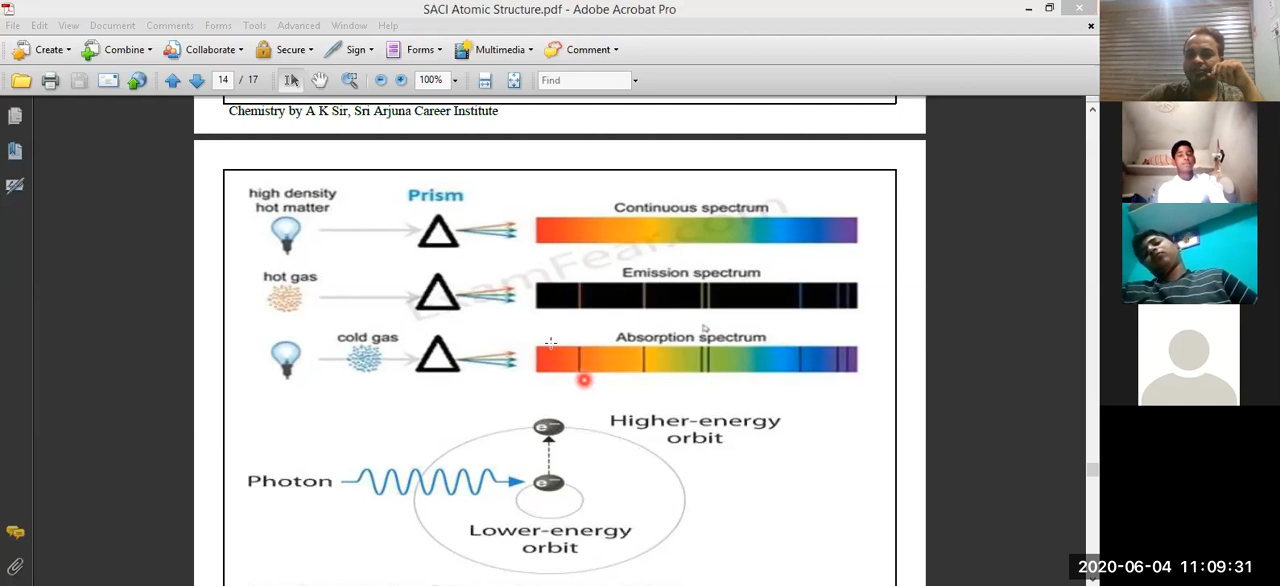 SACI Atomic Structure.pdf - Adobe Acrobat Pro
File Edit View Document Comments Forms Tools Advanced Window Help
Create Combine Collaborate Secure Sign Forms Multimedia Comment
14 / 17 100% Find
Chemistry by A K Sir, Sri Arjuna Career Institute
high density
hot matter
Prism
Continuous spectrum
hot gas
Emission spectrum
ExamFear.com
cold gas
Absorption spectrum
Higher-energy
orbit
Photon
e−
e−
Lower-energy
orbit
2020-06-04 11:09:31